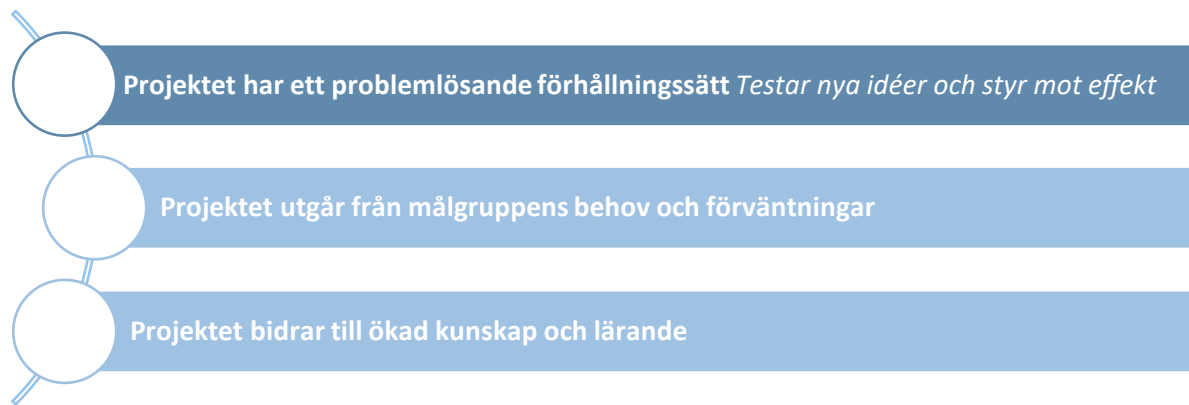 Projektet har ett problemlösande förhållningssätt Testar nya idéer och styr mot effekt
Projektet utgår från målgruppens behov och förväntningar
Projektet bidrar till ökad kunskap och lärande